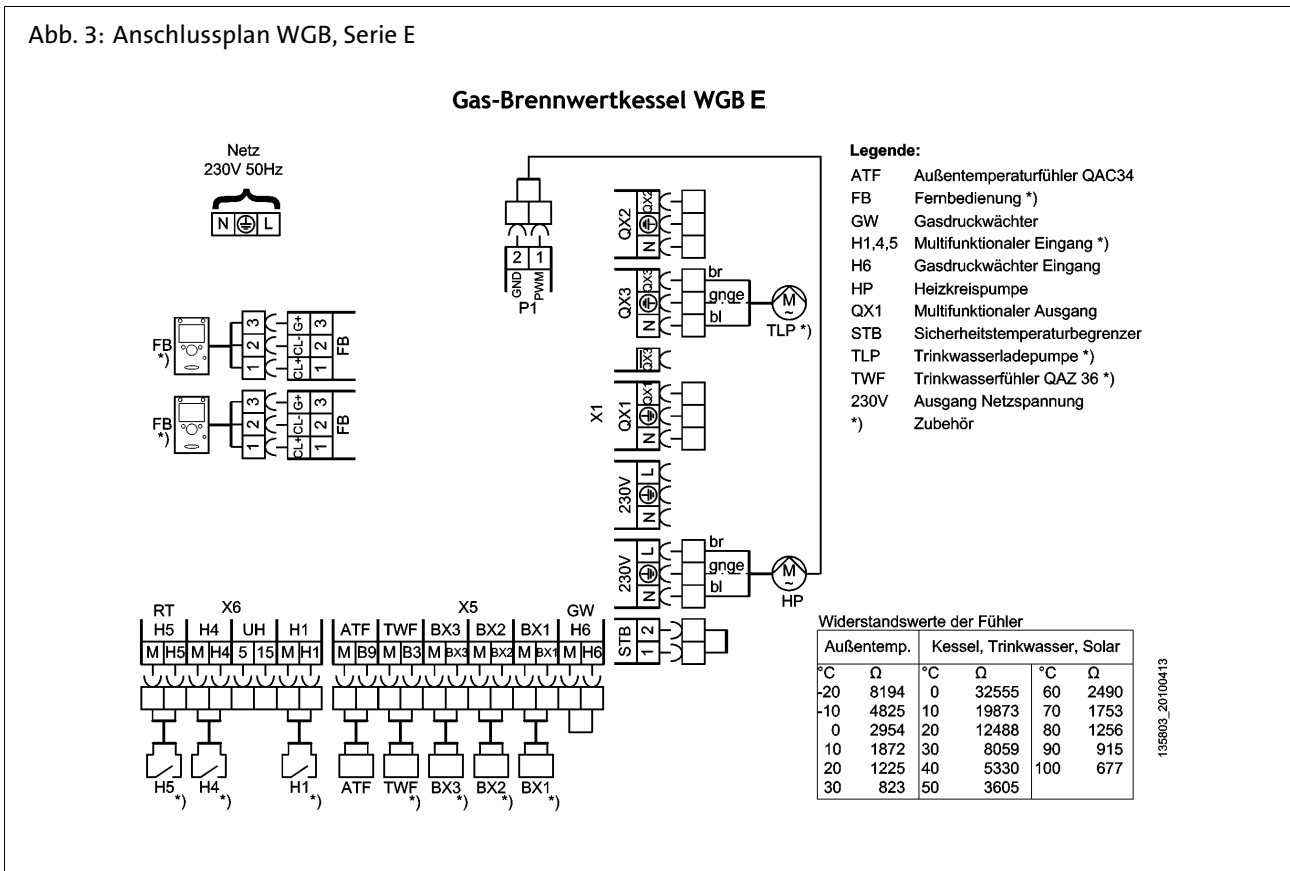 Abb. 3: Anschlussplan WGB, Serie E
Gas-Brennwertkessel WGB E
Netz
230V 50Hz
N L
2 1
GND PWM
P1
FB
*)
3 G+ 3
2 CL- 2
1 CL+ 1
FB
FB
*)
3 G+ 3
2 CL- 2
1 CL+ 1
FB
X1
QX2
QX2
N
QX3
QX3
N
br
gnge
bl
M
~
TLP *)
QX3
QX1
QX1
N
230V
L
N
230V
L
N
br
gnge
bl
M
~
HP
STB
2
1
Legende:
ATF Außentemperaturfühler QAC34
FB Fernbedienung *)
GW Gasdruckwächter
H1,4,5 Multifunktionaler Eingang *)
H6 Gasdruckwächter Eingang
HP Heizkreispumpe
QX1 Multifunktionaler Ausgang
STB Sicherheitstemperaturbegrenzer
TLP Trinkwasserladepumpe *)
TWF Trinkwasserfühler QAZ 36 *)
230V Ausgang Netzspannung
*) Zubehör
RT X6 X5 GW
H5 H4 UH H1 ATF TWF BX3 BX2 BX1 H6
M H5 M H4 5 15 M H1 M B9 M B3 M BX3 M BX2 M BX1 M H6
H5 *) H4 *) H1 *) ATF TWF *) BX3 *) BX2 *) BX1 *)
Widerstandswerte der Fühler
Außentemp. Kessel, Trinkwasser, Solar
°C Ω °C Ω °C Ω
-20 8194 0 32555 60 2490
-10 4825 10 19873 70 1753
0 2954 20 12488 80 1256
10 1872 30 8059 90 915
20 1225 40 5330 100 677
30 823 50 3605
135803_20100413